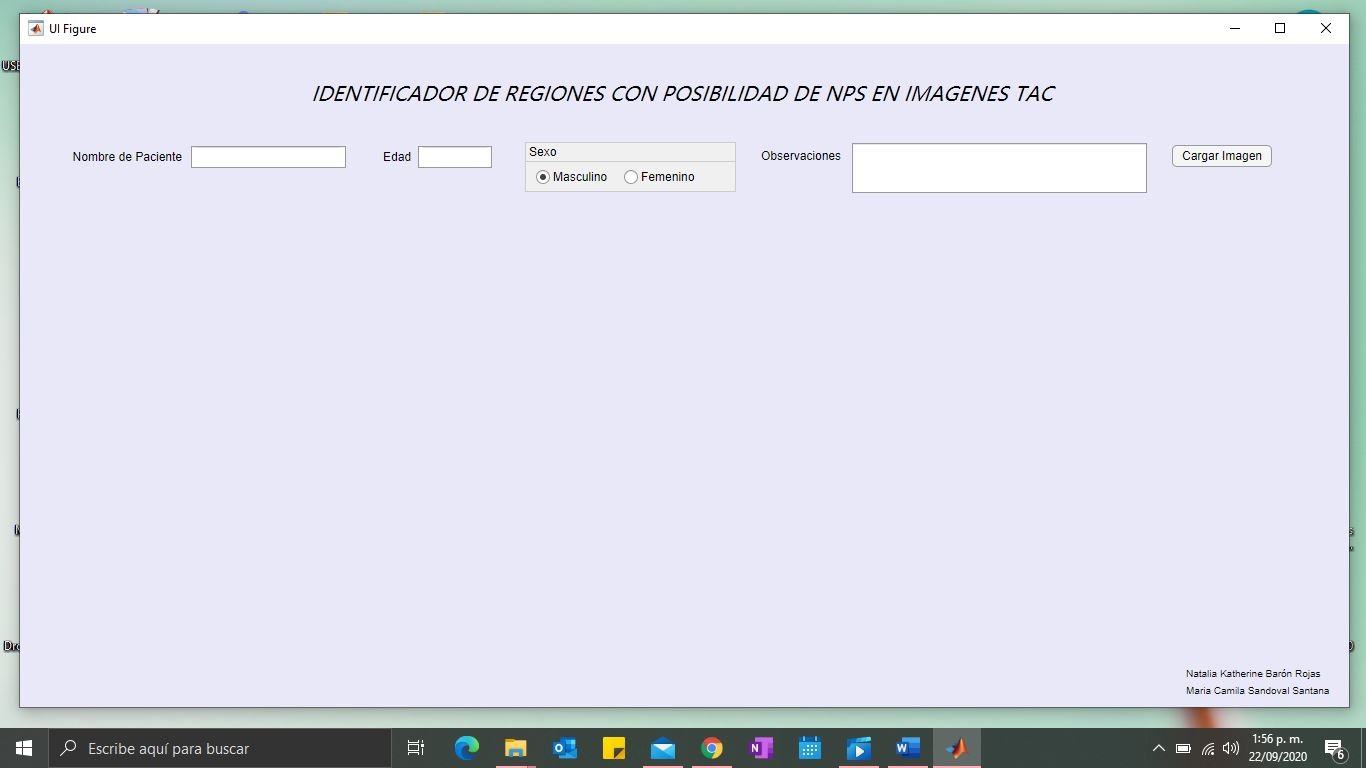 UI Figure
IDENTIFICADOR DE REGIONES CON POSIBILIDAD DE NPS EN IMAGENES TAC
Nombre de Paciente
Edad
Sexo
Masculino Femenino
Observaciones
Cargar Imagen
Natalia Katherine Barón Rojas
Maria Camila Sandoval Santana
Escribe aquí para buscar
1:56 p. m.
22/09/2020
6